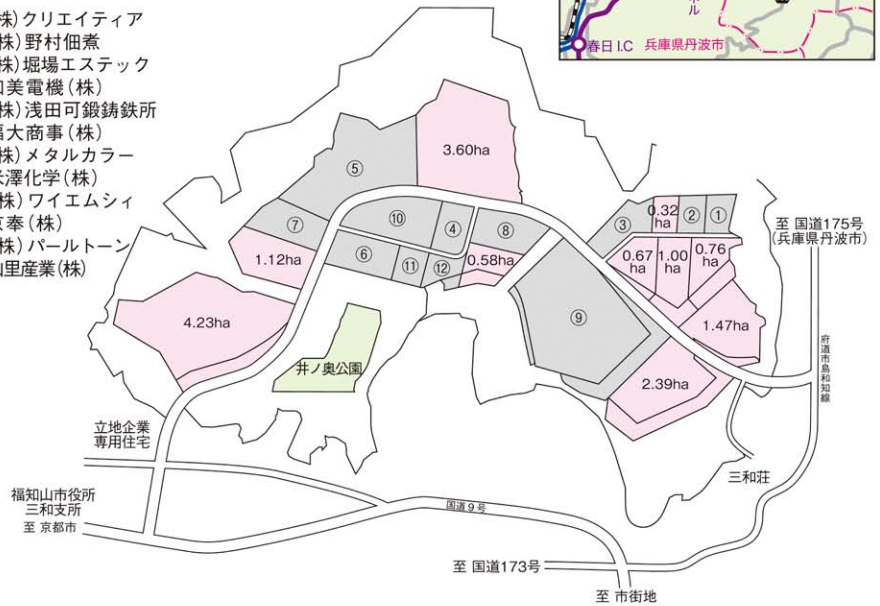 株)クリエイティア
株)野村佃煮
株)堀場エステック
美電機(株)
株)浅田可鍛鋳鉄所
大商事(株)
株)メタルカラー
澤化学(株)
株)ワイエムシィ
奉(株)
株)パールトーン
里産業(株)
春日I.C
兵庫県丹波市
ネル
3.60ha
⑤
⑦
⑩
④
⑧
③
0.32
ha
②
①
至 国道175号
(兵庫県丹波市)
⑥
⑪
⑫
0.58ha
1.12ha
0.67
ha
1.00
ha
0.76
ha
4.23ha
⑨
1.47ha
井ノ奥公園
2.39ha
府道市島和知線
立地企業
専用住宅
三和荘
福知山市役所
三和支所
至 京都市
国道9号
至 国道173号
至 市街地